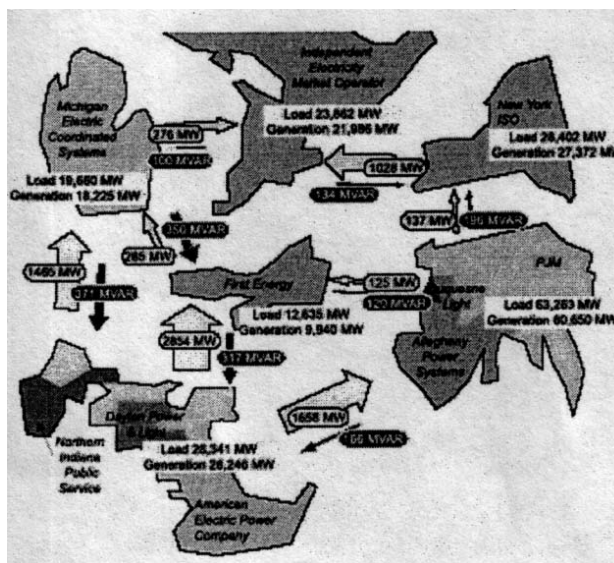 Independent
Electricity
Market Operator
Michigan
Electric
Coordinated
Systems
276 MW
100 MVAR
Load 23,862 MW
Generation 21,986 MW
New York
ISO
Load 28,402 MW
Generation 27,372 MW
1028 MW
134 MVAR
Load 19,660 MW
Generation 18,225 MW
350 MVAR
285 MW
137 MW
196 MVAR
1465 MW
371 MVAR
First Energy
125 MW
120 MVAR
PJM
Light
Load 12,635 MW
Generation 9,940 MW
Load 63,263 MW
Generation 60,650 MW
2854 MW
317 MVAR
Allegheny
Power
Systems
1658 MW
166 MVAR
Dayton Power
& Light
Load 28,341 MW
Generation 26,246 MW
Northern
Indiana
Public
Service
American
Electric Power
Company